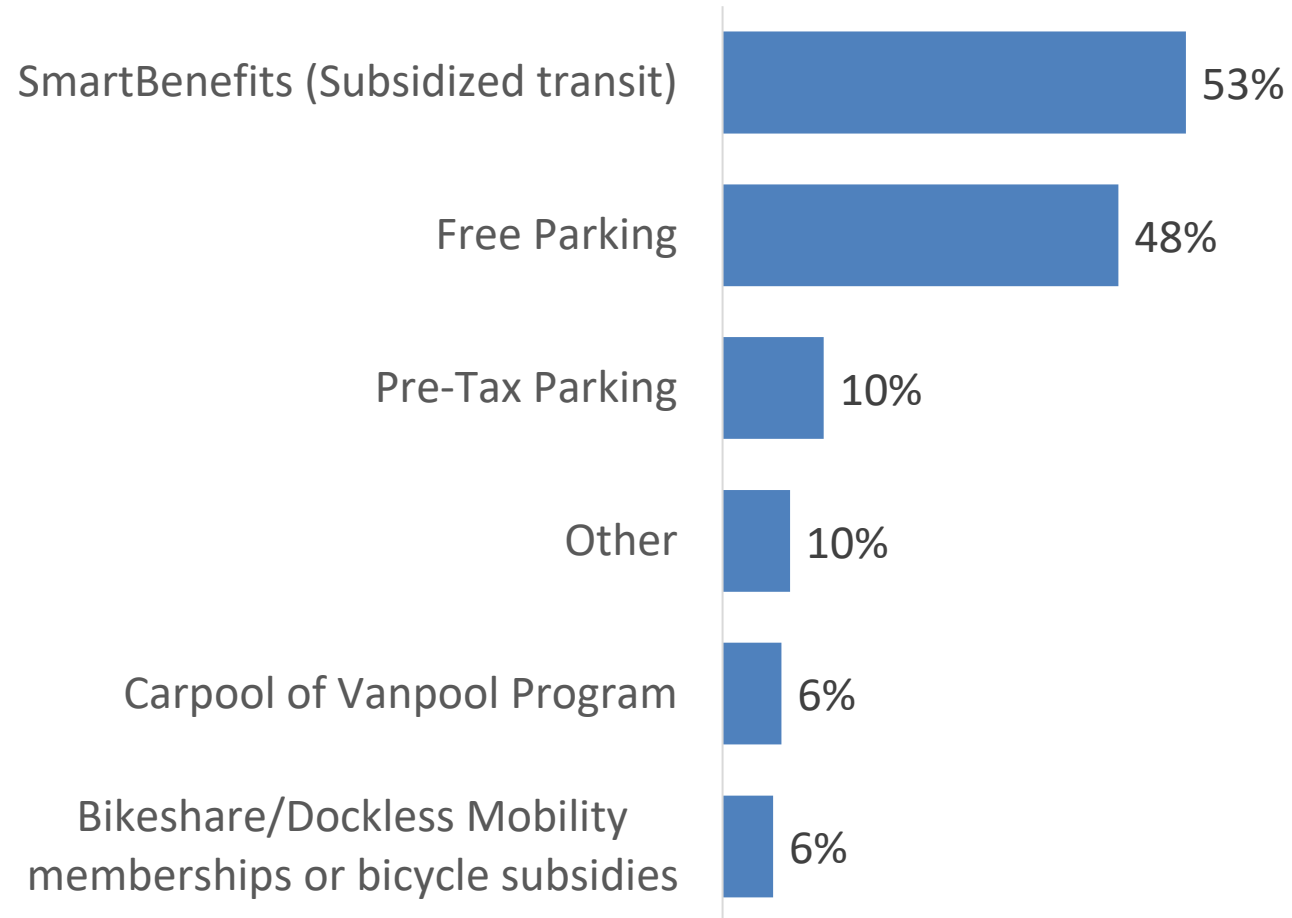 SmartBenefits (Subsidized transit) 53%
Free Parking 48%
Pre-Tax Parking 10%
Other 10%
Carpool of Vanpool Program 6%
Bikeshare/Dockless Mobility
memberships or bicycle subsidies 6%